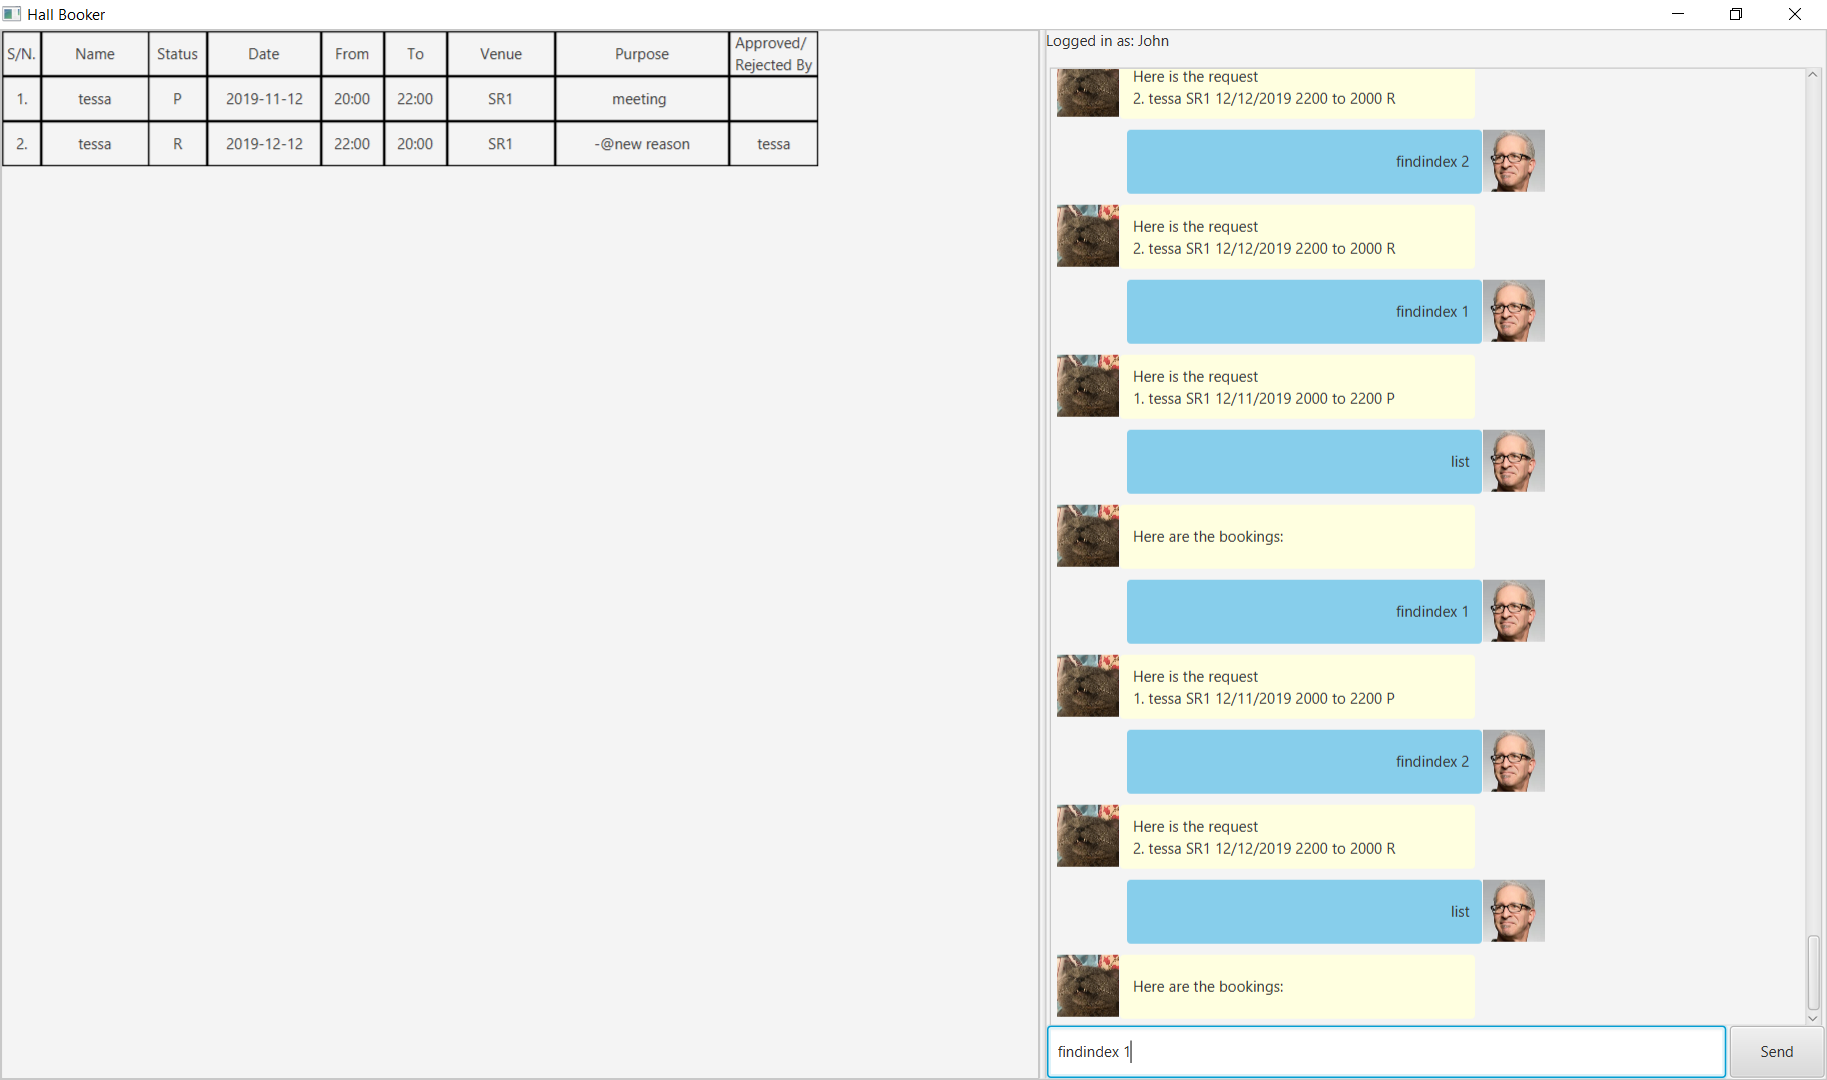 Hall Booker
S/N. Name Status Date From To Venue Purpose Approved/
Rejected By
1. tessa P 2019-11-12 20:00 22:00 SR1 meeting
2. tessa R 2019-12-12 22:00 20:00 SR1 -@new reason tessa
Logged in as: John
Here is the request
2. tessa SR1 12/12/2019 2200 to 2000 R
findindex 2
Here is the request
2. tessa SR1 12/12/2019 2200 to 2000 R
findindex 1
Here is the request
1. tessa SR1 12/11/2019 2000 to 2200 P
list
Here are the bookings:
findindex 1
Here is the request
1. tessa SR1 12/11/2019 2000 to 2200 P
findindex 2
Here is the request
2. tessa SR1 12/12/2019 2200 to 2000 R
list
Here are the bookings:
findindex 1
Send